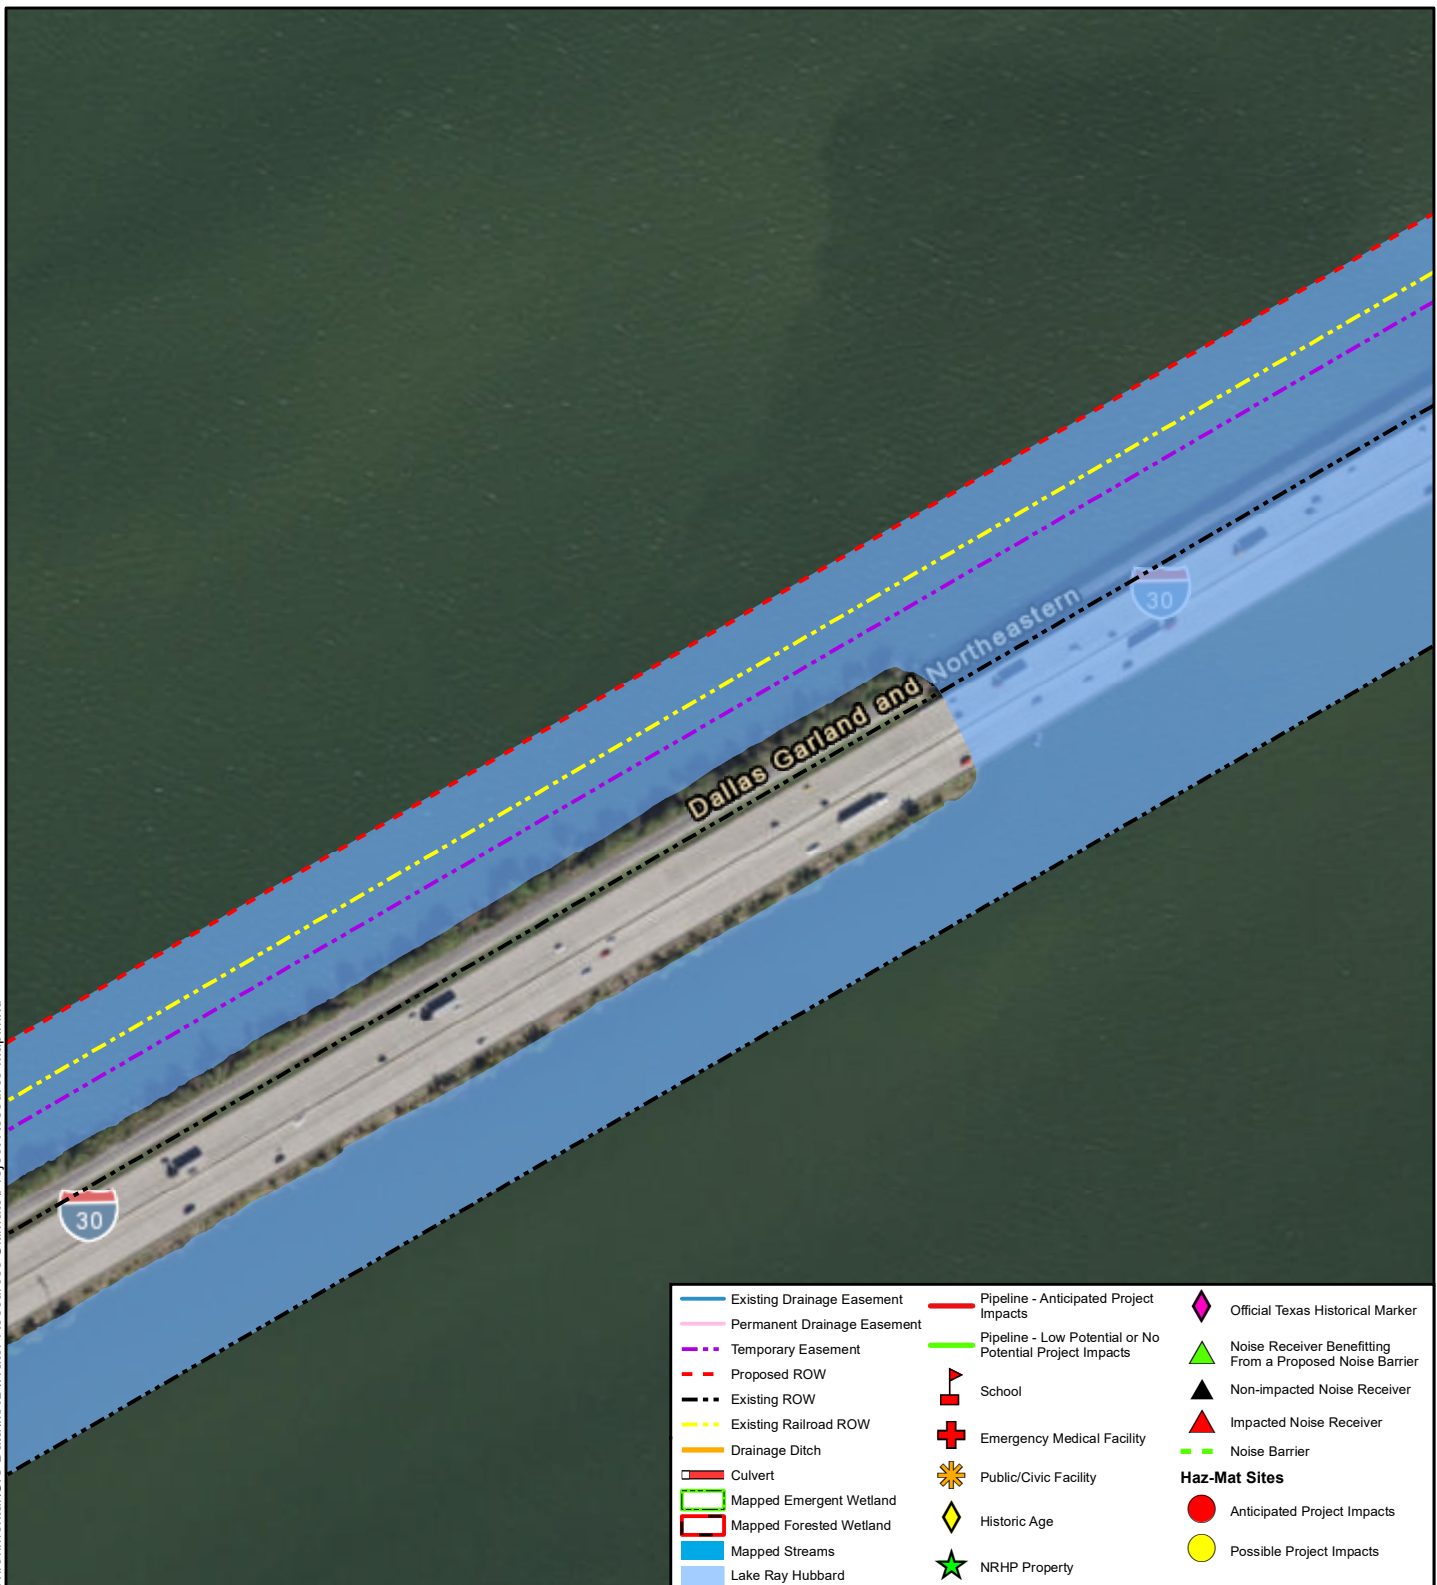 Dallas Garland and Northeastern
30
30
Existing Drainage Easement
Permanent Drainage Easement
Temporary Easement
Proposed ROW
Existing ROW
Existing Railroad ROW
Drainage Ditch
Culvert
Mapped Emergent Wetland
Mapped Forested Wetland
Mapped Streams
Lake Ray Hubbard
Pipeline - Anticipated Project
Impacts
Pipeline - Low Potential or No
Potential Project Impacts
School
Emergency Medical Facility
Public/Civic Facility
Historic Age
NRHP Property
Official Texas Historical Marker
Noise Receiver Benefitting
From a Proposed Noise Barrier
Non-impacted Noise Receiver
Impacted Noise Receiver
Noise Barrier
Haz-Mat Sites
Anticipated Project Impacts
Possible Project Impacts